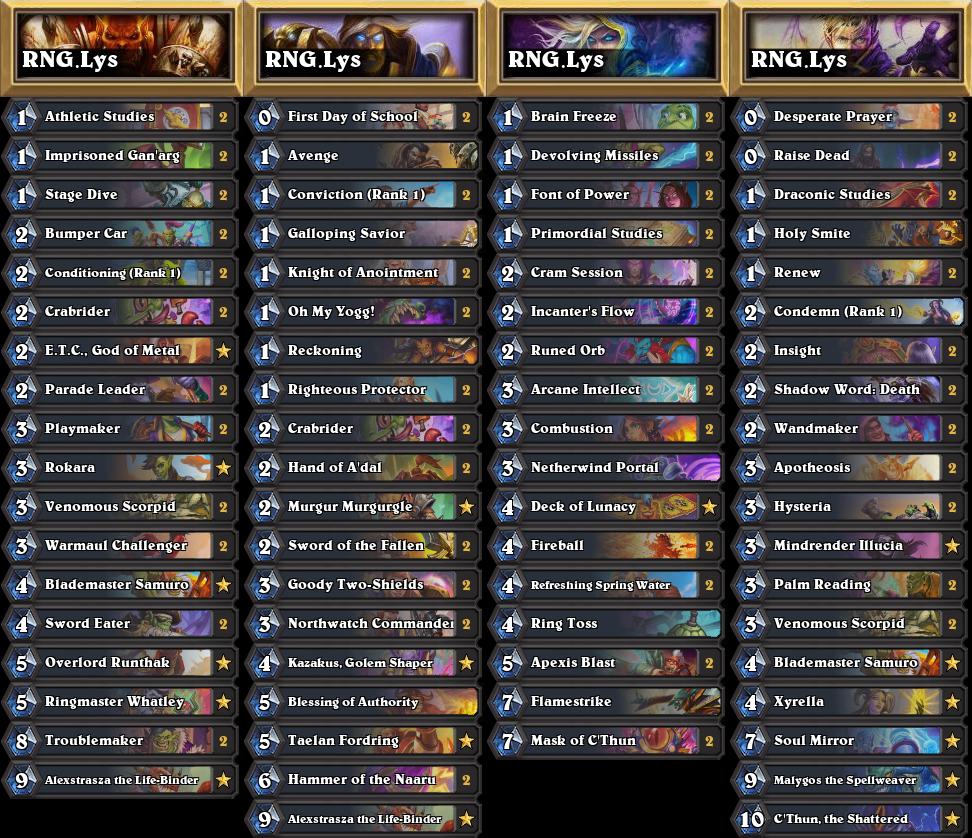 RNG.Lys
1 Athletic Studies 2
1 Imprisoned Gan'arg 2
1 Stage Dive 2
2 Bumper Car 2
2 Conditioning (Rank 1) 2
2 Crabrider 2
2 E.T.C., God of Metal
2 Parade Leader 2
3 Playmaker 2
3 Rokara
3 Venomous Scorpid 2
3 Warmaul Challenger 2
4 Blademaster Samuro
4 Sword Eater 2
5 Overlord Runthak
5 Ringmaster Whatley
8 Troublemaker 2
9 Alexstrasza the Life-Binder
RNG.Lys
0 First Day of School 2
1 Avenge
1 Conviction (Rank 1) 2
1 Galloping Savior
1 Knight of Anointment 2
1 Oh My Yogg! 2
1 Reckoning
1 Righteous Protector 2
2 Crabrider 2
2 Hand of A'dal 2
2 Murgur Murgurgle
2 Sword of the Fallen 2
3 Goody Two-Shields 2
3 Northwatch Commander 2
4 Kazakus, Golem Shaper
5 Blessing of Authority
5 Taelan Fordring
6 Hammer of the Naaru 2
9 Alexstrasza the Life-Binder
RNG.Lys
1 Brain Freeze 2
1 Devolving Missiles 2
1 Font of Power 2
1 Primordial Studies 2
2 Cram Session 2
2 Incanter's Flow 2
2 Runed Orb 2
3 Arcane Intellect 2
3 Combustion 2
3 Netherwind Portal
4 Deck of Lunacy
4 Fireball 2
4 Refreshing Spring Water 2
4 Ring Toss
5 Apexis Blast 2
7 Flamestrike
7 Mask of C'Thun 2
RNG.Lys
0 Desperate Prayer 2
0 Raise Dead 2
1 Draconic Studies 2
1 Holy Smite
1 Renew 2
2 Condemn (Rank 1)
2 Insight 2
2 Shadow Word: Death 2
2 Wandmaker 2
3 Apotheosis 2
3 Hysteria 2
3 Mindrender Illucia
3 Palm Reading 2
3 Venomous Scorpid 2
4 Blademaster Samuro
4 Xyrella
7 Soul Mirror
9 Malygos the Spellweaver
10 C'Thun, the Shattered